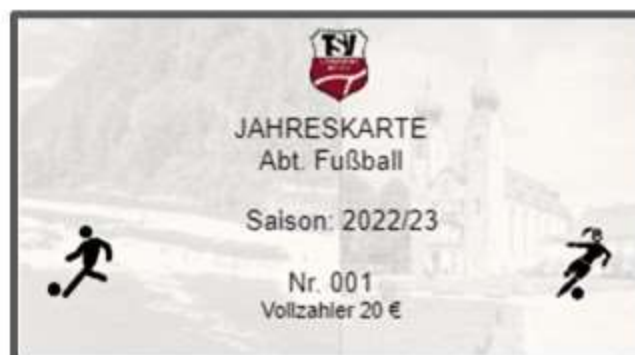 TSV
JAHRESKARTE
Abt. Fußball
Saison: 2022/23
Nr. 001
Vollzahler 20 €